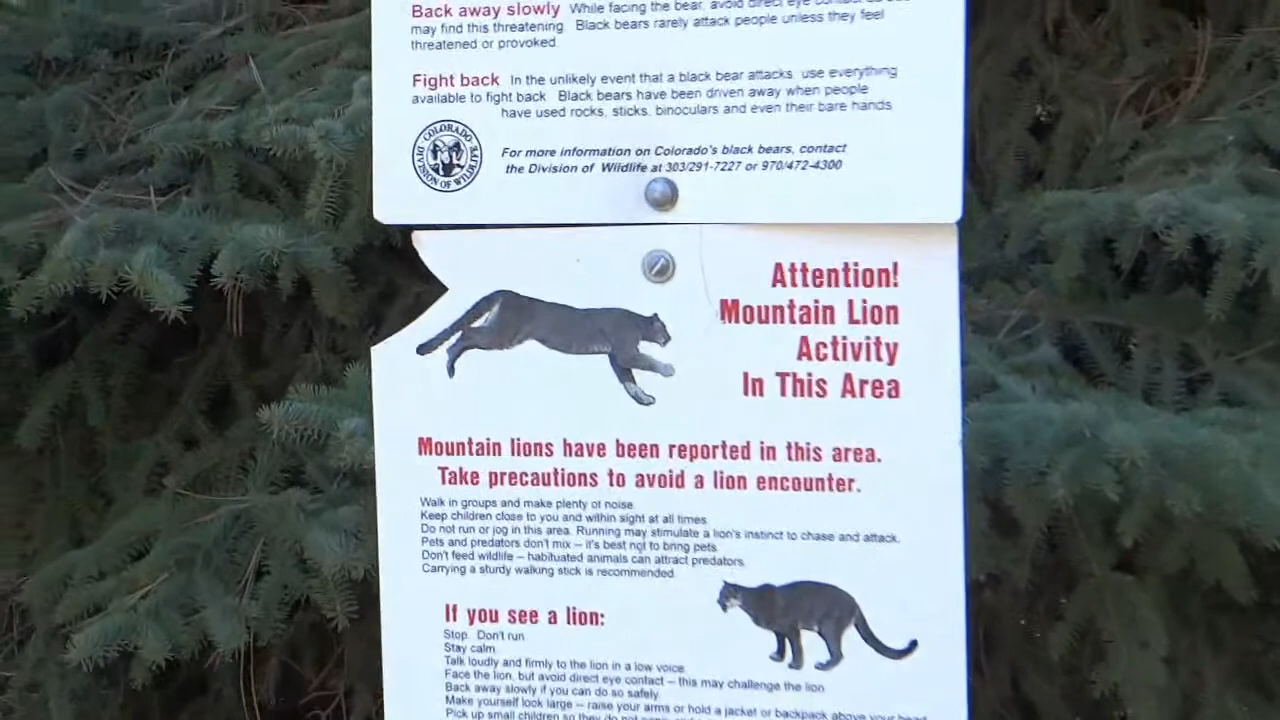 Back away slowly While facing the bear, avoid direct eye contact as
may find this threatening. Black bears rarely attack people unless they feel
threatened or provoked.
Fight back In the unlikely event that a black bear attacks, use everything
available to fight back. Black bears have been driven away when people
have used rocks, sticks, binoculars and even their bare hands.
COLORADO
DIVISION OF WILDLIFE
For more information on Colorado's black bears, contact
the Division of Wildlife at 303/291-7227 or 970/472-4300
Attention!
Mountain Lion
Activity
In This Area
Mountain lions have been reported in this area.
Take precautions to avoid a lion encounter.
Walk in groups and make plenty of noise.
Keep children close to you and within sight at all times.
Do not run or jog in this area. Running may stimulate a lion's instinct to chase and attack.
Pets and predators don't mix – it's best not to bring pets.
Don't feed wildlife – habituated animals can attract predators.
Carrying a sturdy walking stick is recommended.
If you see a lion:
Stop. Don't run.
Stay calm.
Talk loudly and firmly to the lion in a low voice.
Face the lion, but avoid direct eye contact – this may challenge the lion.
Back away slowly if you can do so safely.
Make yourself look large – raise your arms or hold a jacket or backpack above your head.
Pick up small children so they do not